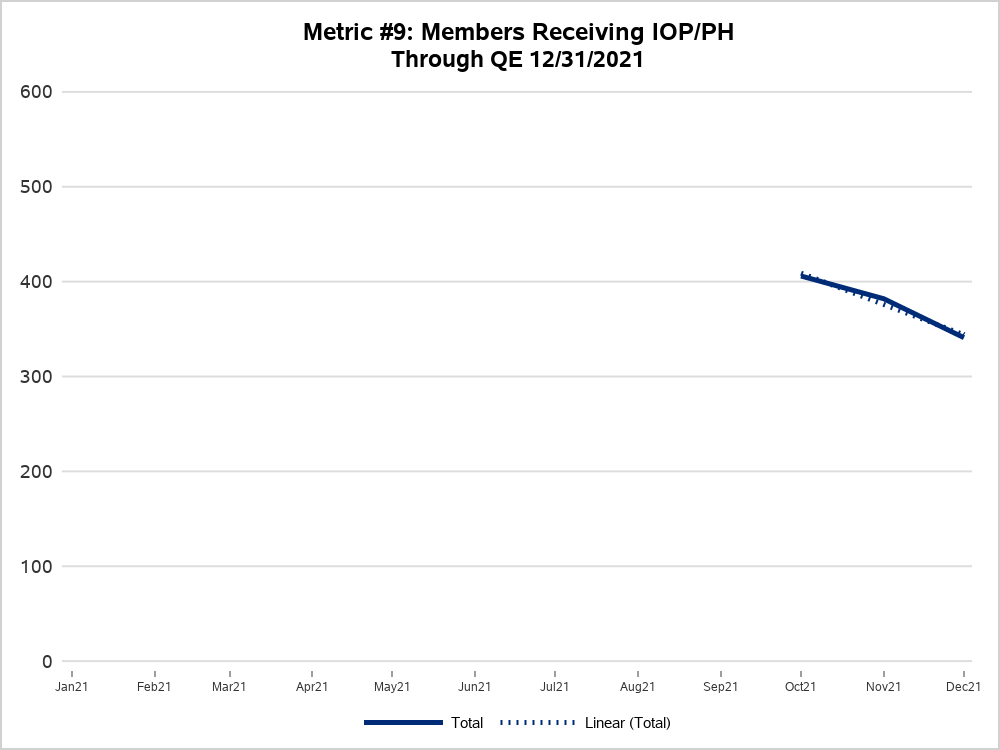 Metric #9: Members Receiving IOP/PH
Through QE 12/31/2021
600
500
400
300
200
100
0
Jan21 Feb21 Mar21 Apr21 May21 Jun21 Jul21 Aug21 Sep21 Oct21 Nov21 Dec21
Total Linear (Total)